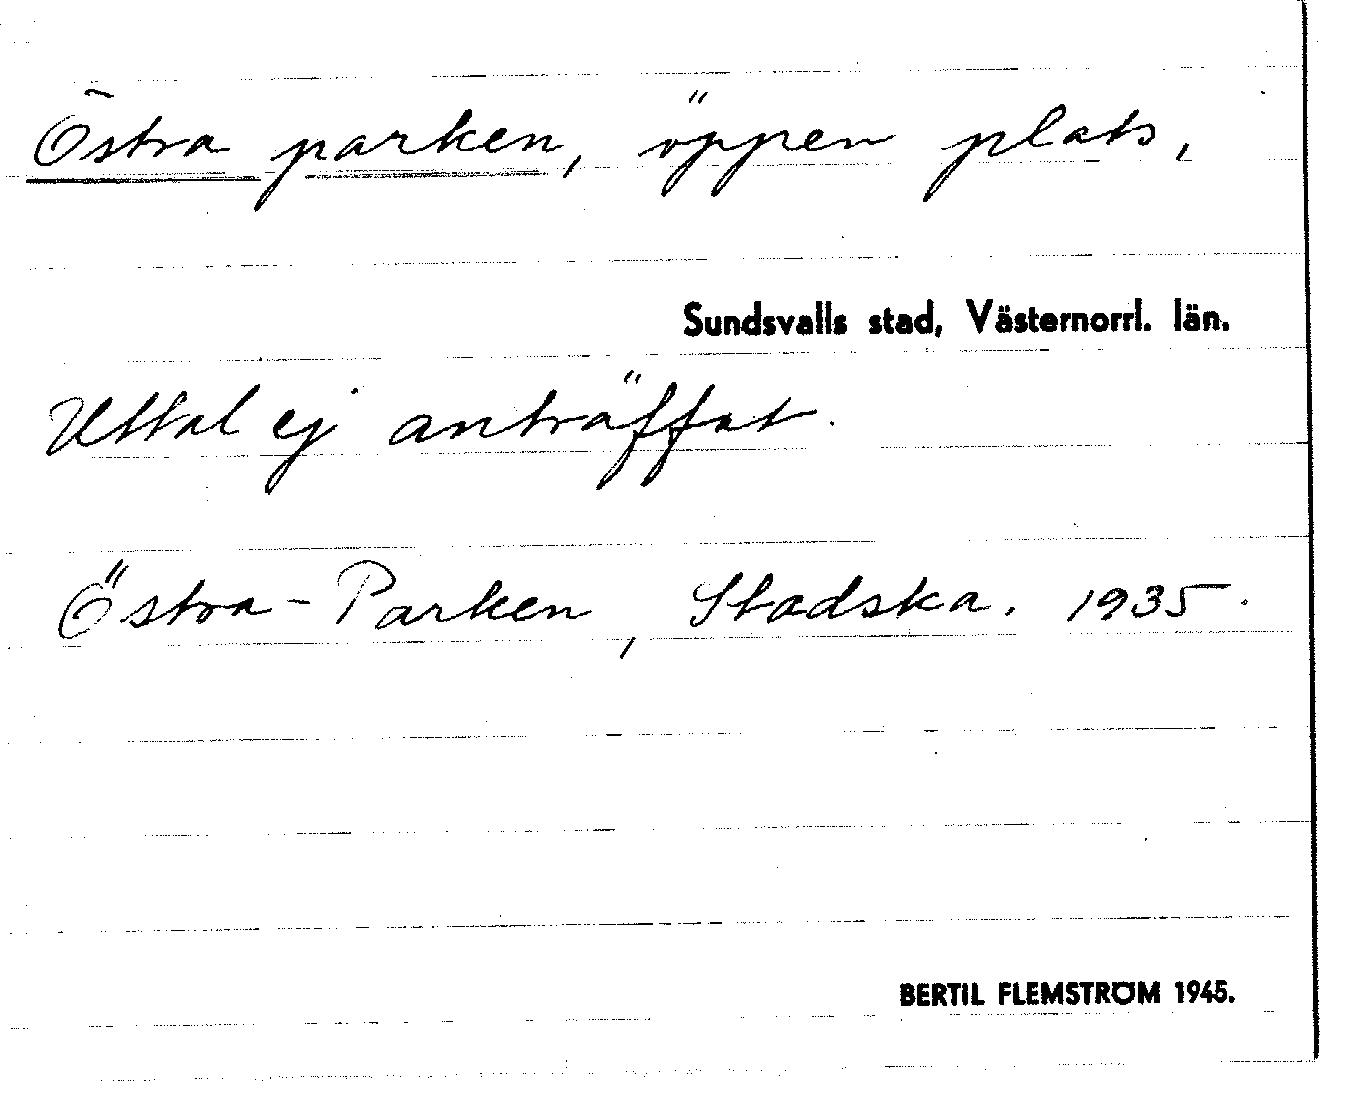 Östra parken, öppen plats,
Sundsvalls stad, Västernorrl. län.
Uttal ej anträffat.
Östra-Parken, Stadska. 1935.
BERTIL FLEMSTRÖM 1945.